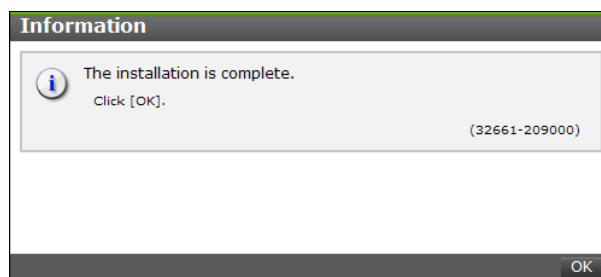 Information
The installation is complete.
Click [OK].
(32661-209000)
OK